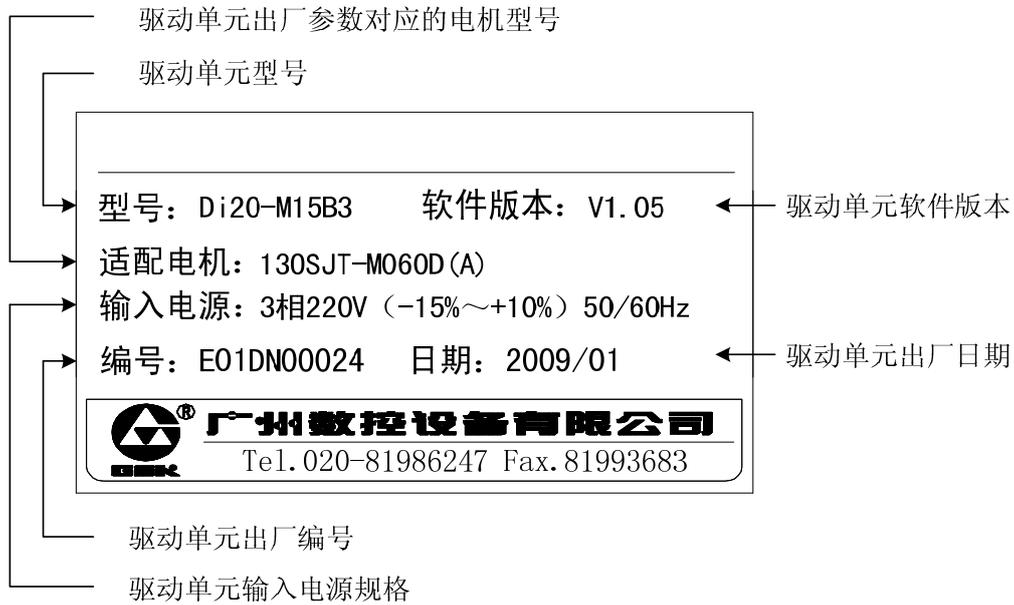 驱动单元出厂参数对应的电机型号
驱动单元型号
型号：Di20-M15B3 软件版本：V1.05
驱动单元软件版本
适配电机：130SJT-M060D(A)
输入电源：3相220V（-15%～+10%）50/60Hz
编号：E01DN00024 日期：2009/01
驱动单元出厂日期
®
广州数控设备有限公司
GSK
Tel.020-81986247 Fax.81993683
驱动单元出厂编号
驱动单元输入电源规格